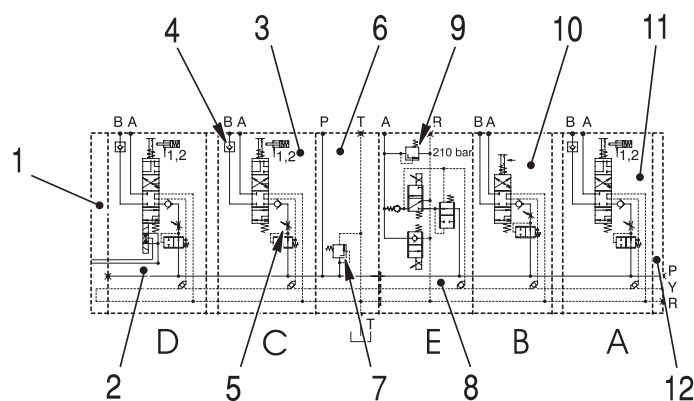 4 3 6 9 10 11
B A B A P T A R B A B A
1
1,2 1,2 210 bar 1,2
P
Y
R
T
D C E B A
2 5 7 8 12